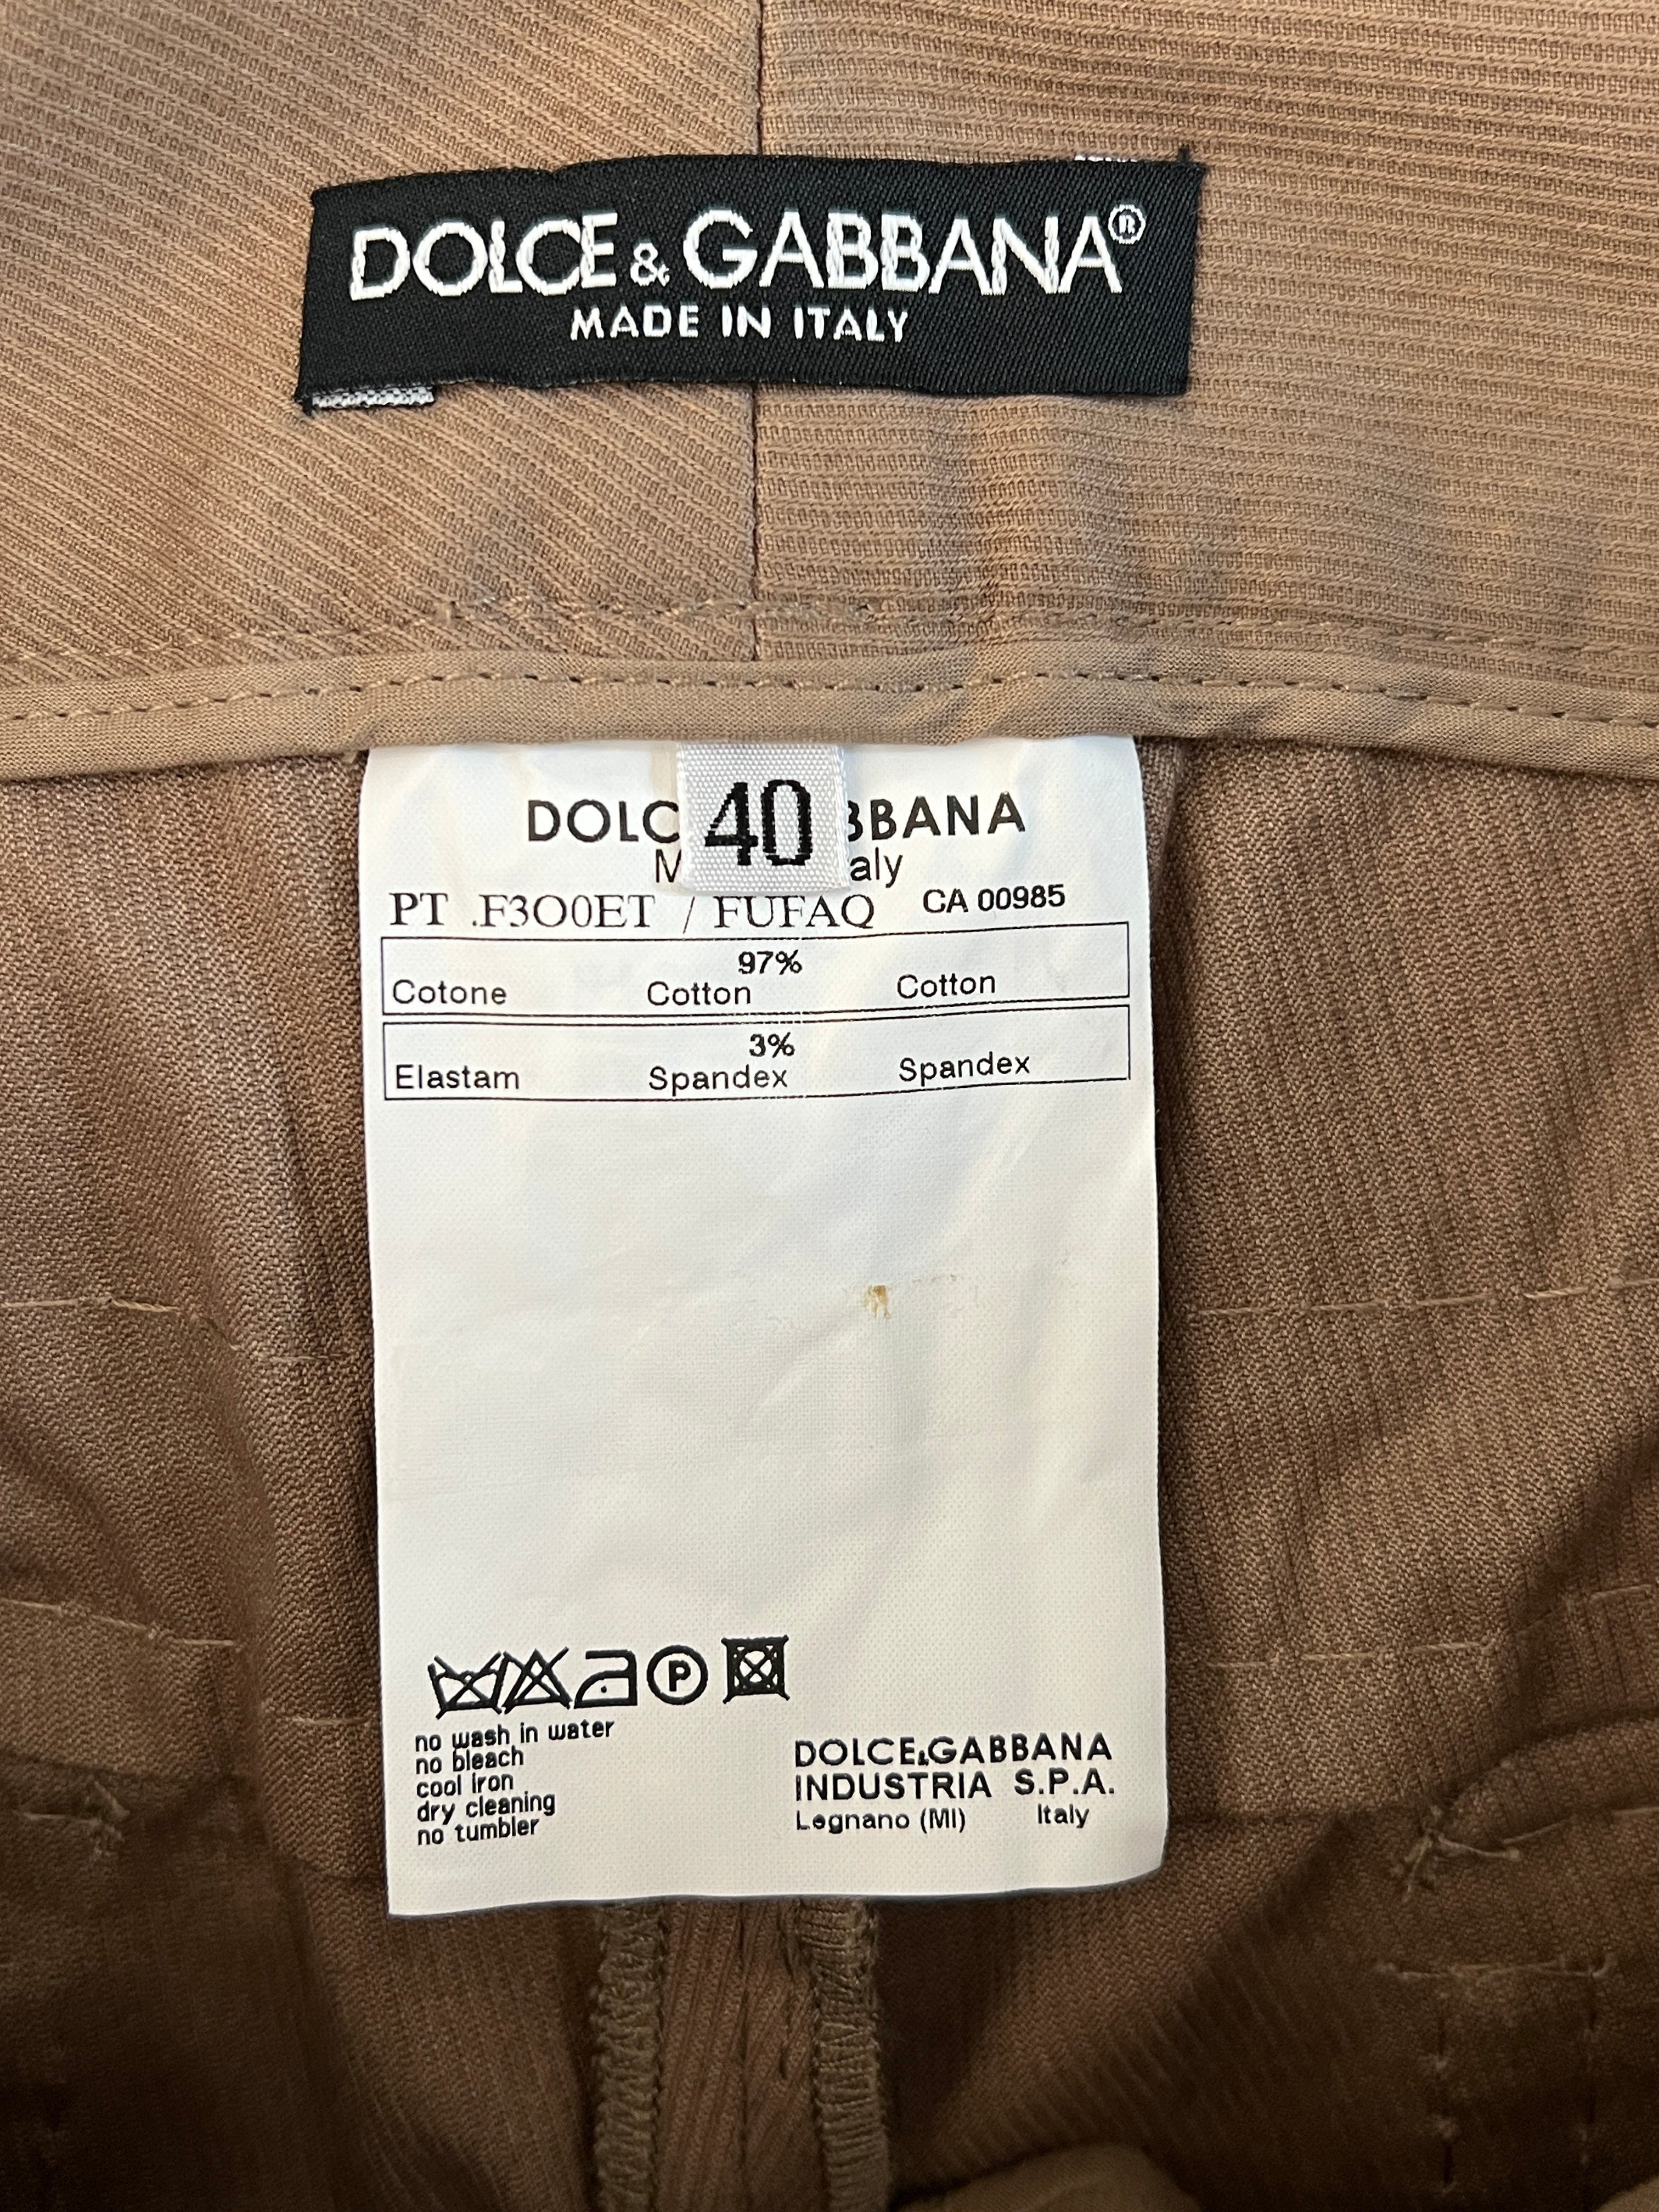 DOLCE & GABBANA®
MADE IN ITALY
40
DOLC BBANA
M aly
PT .F3O0ET / FUFAQ CA 00985
97%
Cotone Cotton Cotton
3%
Elastam Spandex Spandex
P
no wash in water
no bleach
cool iron
dry cleaning
no tumbler
DOLCE&GABBANA
INDUSTRIA S.P.A.
Legnano (MI) Italy